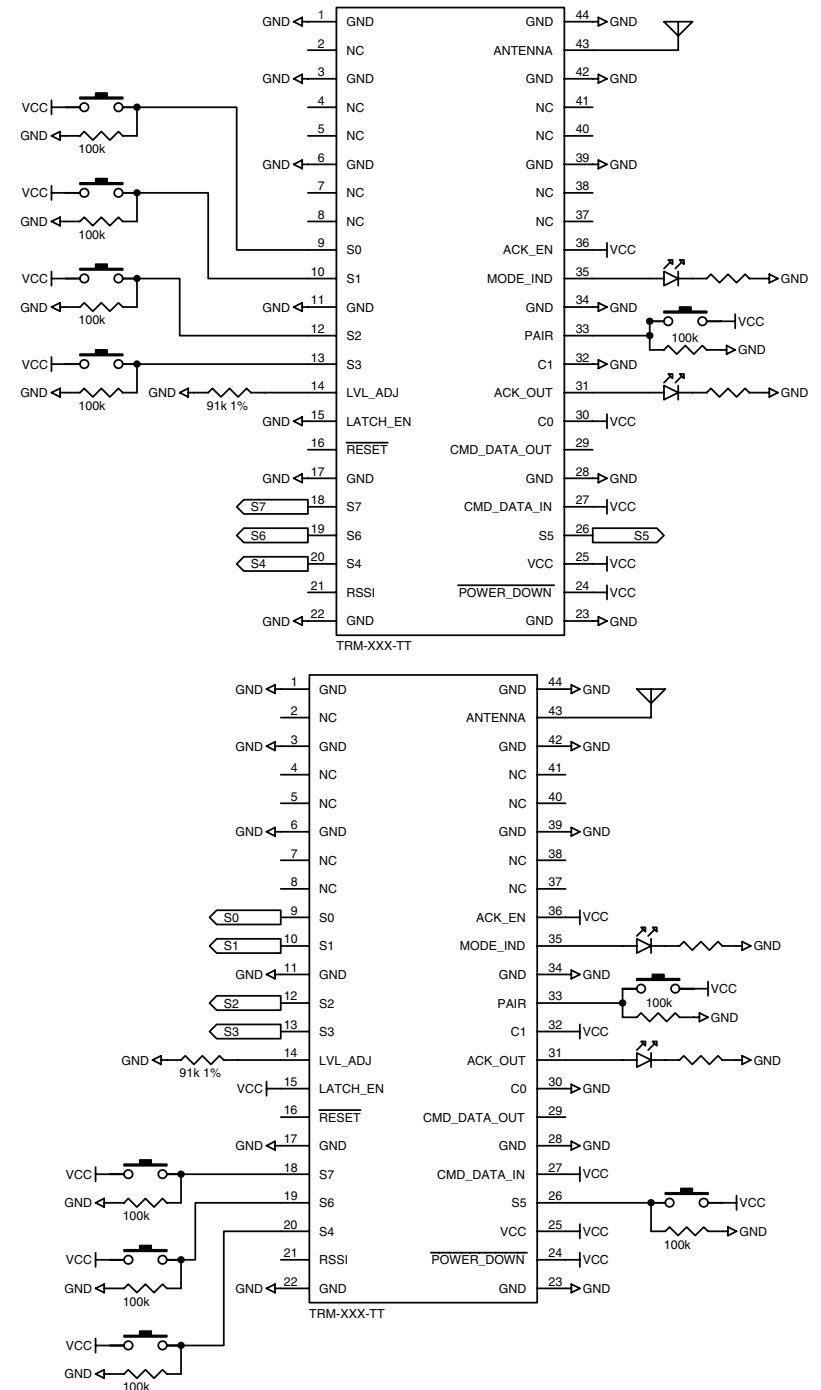 GND 1 GND GND 44 GND
2 NC ANTENNA 43
GND 3 GND GND 42 GND
VCC 4 NC NC 41
GND 100k 5 NC NC 40
GND 6 GND GND 39 GND
VCC 7 NC NC 38
GND 100k 8 NC NC 37
9 S0 ACK_EN 36 VCC
VCC 10 S1 MODE_IND 35 GND
GND 100k GND 11 GND GND 34 GND
12 S2 PAIR 33 VCC
100k GND
VCC 13 S3 C1 32 GND
GND 100k GND 91k 1% 14 LVL_ADJ ACK_OUT 31 GND
GND 15 LATCH_EN C0 30 VCC
16 RESET CMD_DATA_OUT 29
GND 17 GND GND 28 GND
S7 18 S7 CMD_DATA_IN 27 VCC
S6 19 S6 S5 26 S5
S4 20 S4 VCC 25 VCC
21 RSSI POWER_DOWN 24 VCC
GND 22 GND GND 23 GND
TRM-XXX-TT
GND 1 GND GND 44 GND
2 NC ANTENNA 43
GND 3 GND GND 42 GND
4 NC NC 41
5 NC NC 40
GND 6 GND GND 39 GND
7 NC NC 38
8 NC NC 37
S0 9 S0 ACK_EN 36 VCC
S1 10 S1 MODE_IND 35 GND
GND 11 GND GND 34 GND
VCC
S2 12 S2 PAIR 33 100k
GND
S3 13 S3 C1 32 VCC
GND 91k 1% 14 LVL_ADJ ACK_OUT 31 GND
VCC 15 LATCH_EN C0 30 GND
16 RESET CMD_DATA_OUT 29
GND 17 GND GND 28 GND
VCC 18 S7 CMD_DATA_IN 27 VCC
GND 100k 19 S6 S5 26 VCC
20 S4 VCC 25 VCC 100k GND
VCC 21 RSSI POWER_DOWN 24 VCC
GND 100k GND 22 GND GND 23 GND
TRM-XXX-TT
VCC
GND 100k